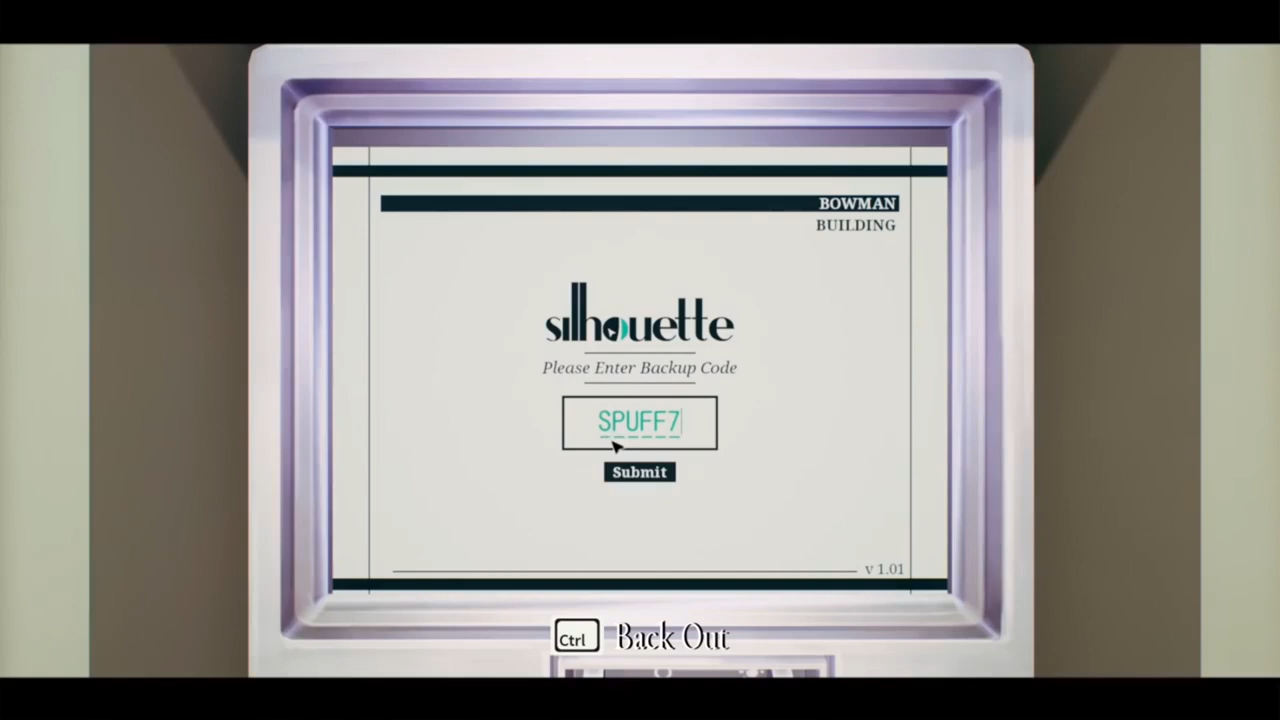 BOWMAN
BUILDING
silhouette
Please Enter Backup Code
SPUFF7
Submit
v 1.01
Ctrl Back Out